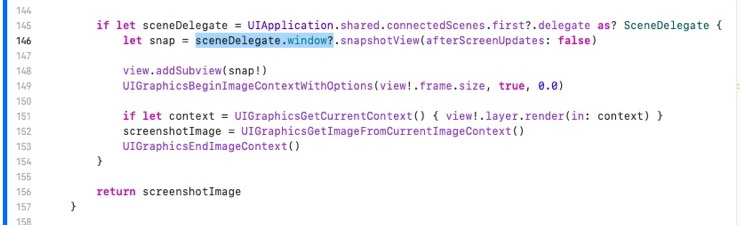 144
145 if let sceneDelegate = UIApplication.shared.connectedScenes.first?.delegate as? SceneDelegate {
146 let snap = sceneDelegate.window?.snapshotView(afterScreenUpdates: false)
147
148 view.addSubview(snap!)
149 UIGraphicsBeginImageContextWithOptions(view!.frame.size, true, 0.0)
150
151 if let context = UIGraphicsGetCurrentContext() { view!.layer.render(in: context) }
152 screenshotImage = UIGraphicsGetImageFromCurrentImageContext()
153 UIGraphicsEndImageContext()
154 }
155
156 return screenshotImage
157 }
158